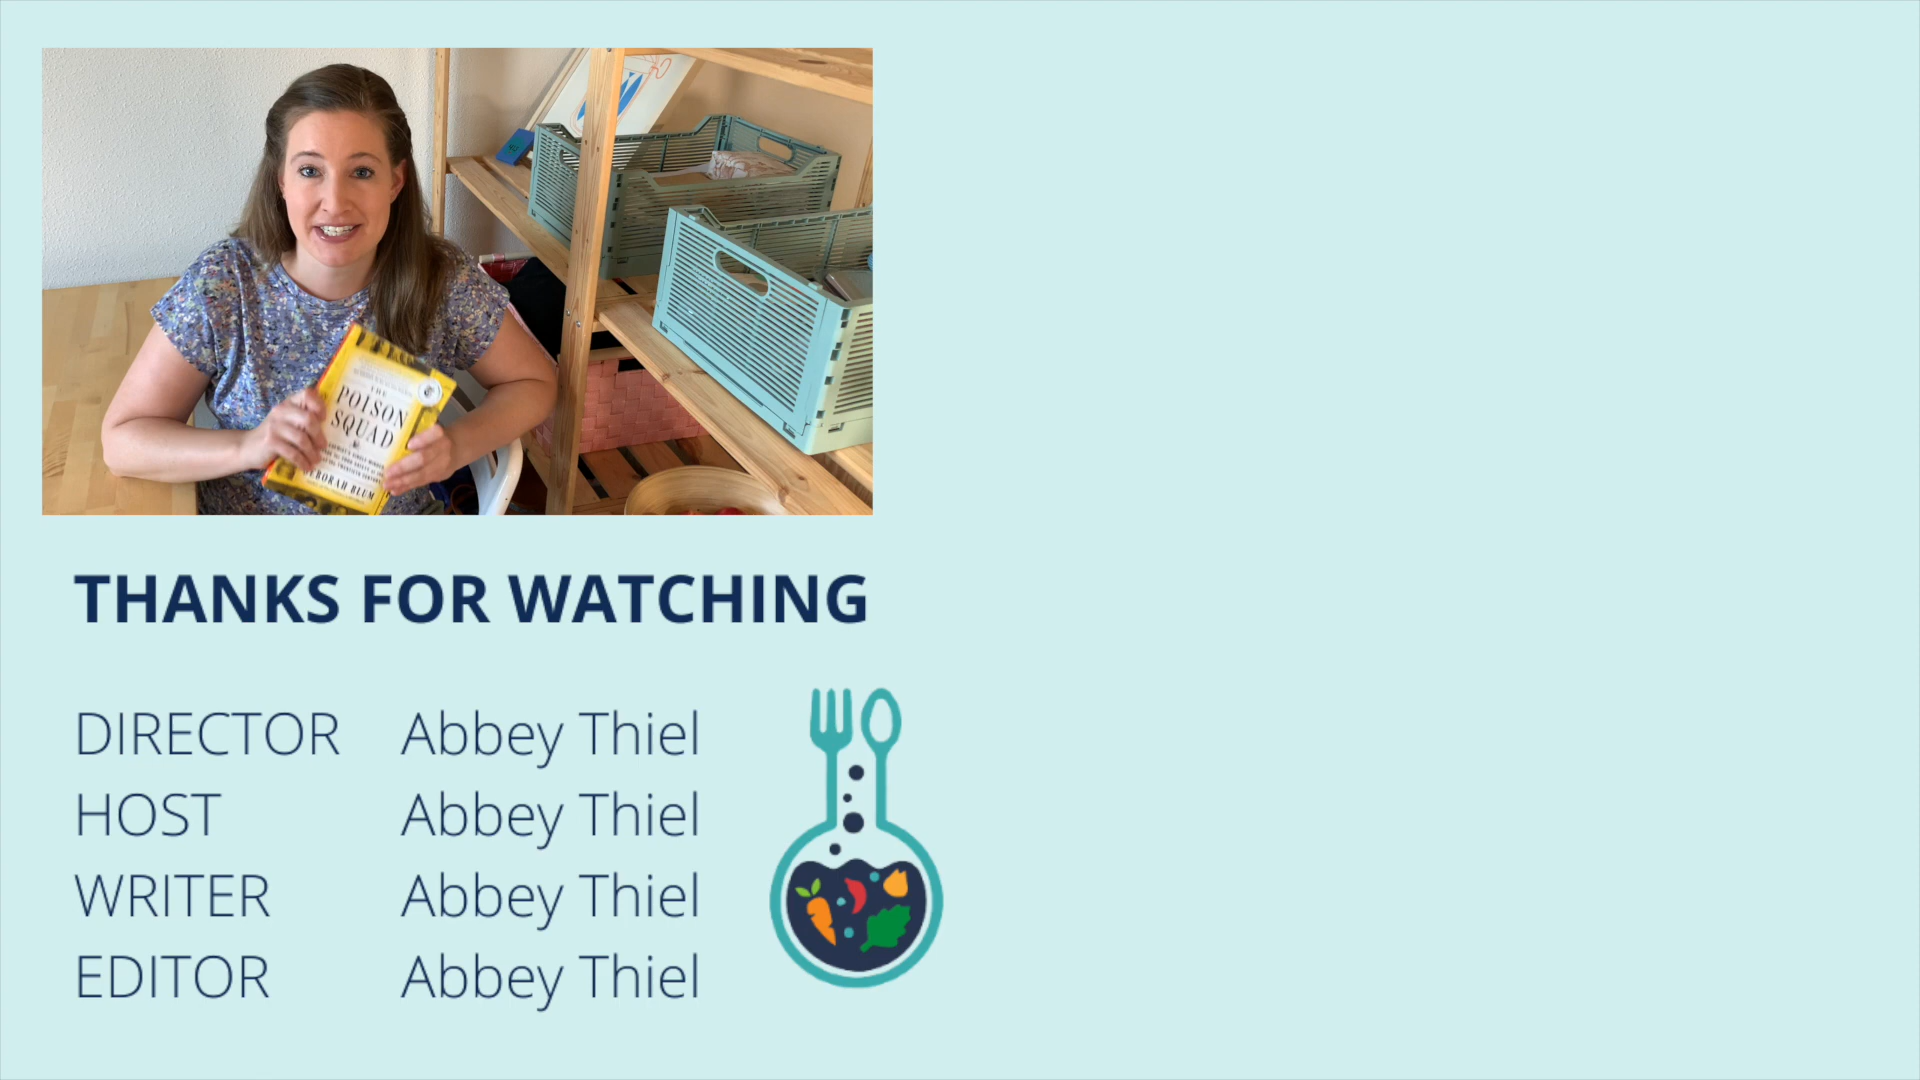 THE
POISON
SQUAD
DEBORAH BLUM
THANKS FOR WATCHING
DIRECTOR Abbey Thiel
HOST Abbey Thiel
WRITER Abbey Thiel
EDITOR Abbey Thiel